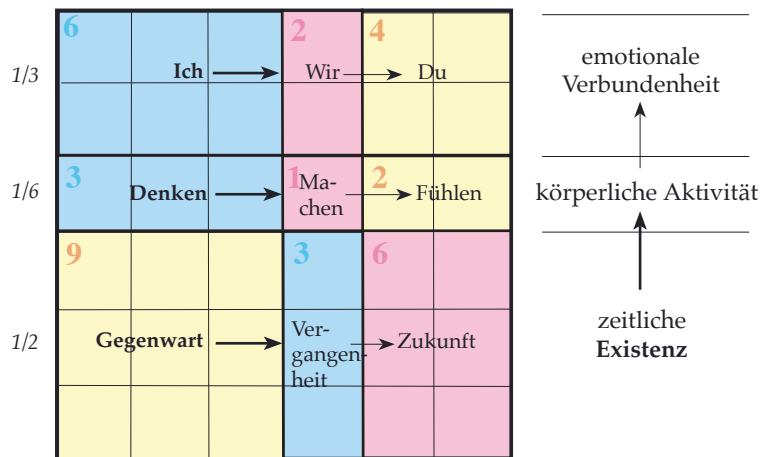 6 2 4
emotionale
Verbundenheit
1/3 Ich Wir Du
3 1 2
1/6 Denken Ma-
chen Fühlen körperliche Aktivität
9 3 6
zeitliche
Existenz
1/2 Gegenwart Ver-
gangen-
heit Zukunft